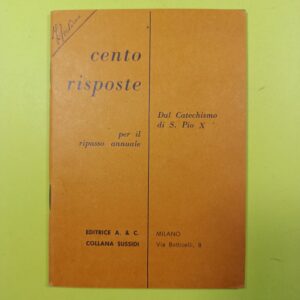 cento
risposte
Dal Catechismo
di S. Pio X
per il
ripasso annuale
EDITRICE A. & C.
COLLANA SUSSIDI
MILANO
Via Botticelli, 8